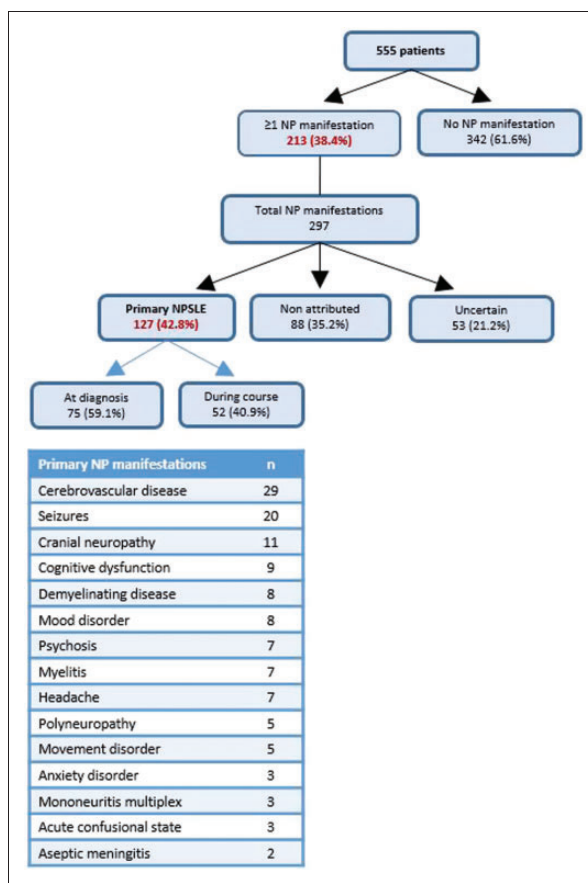 555 patients
≥1 NP manifestation
213 (38.4%)
No NP manifestation
342 (61.6%)
Total NP manifestations
297
Primary NPSLE
127 (42.8%)
Non attributed
88 (35.2%)
Uncertain
53 (21.2%)
At diagnosis
75 (59.1%)
During course
52 (40.9%)
Primary NP manifestations n
Cerebrovascular disease 29
Seizures 20
Cranial neuropathy 11
Cognitive dysfunction 9
Demyelinating disease 8
Mood disorder 8
Psychosis 7
Myelitis 7
Headache 7
Polyneuropathy 5
Movement disorder 5
Anxiety disorder 3
Mononeuritis multiplex 3
Acute confusional state 3
Aseptic meningitis 2